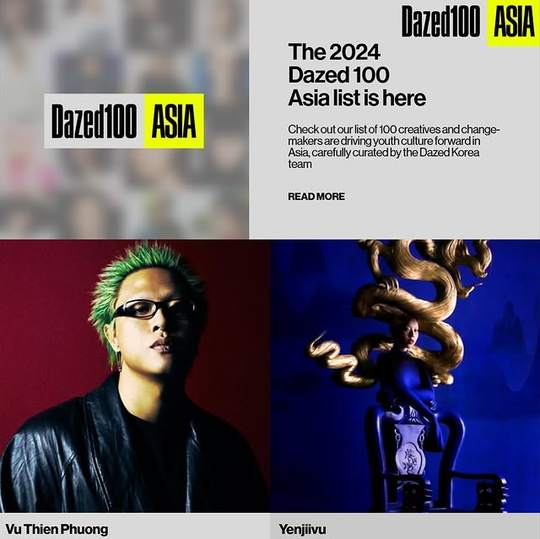 Dazed100 ASIA
Dazed100 ASIA
The 2024
Dazed 100
Asia list is here
Check out our list of 100 creatives and change-
makers are driving youth culture forward in
Asia, carefully curated by the Dazed Korea
team
READ MORE
Vu Thien Phuong
Yenjiivu